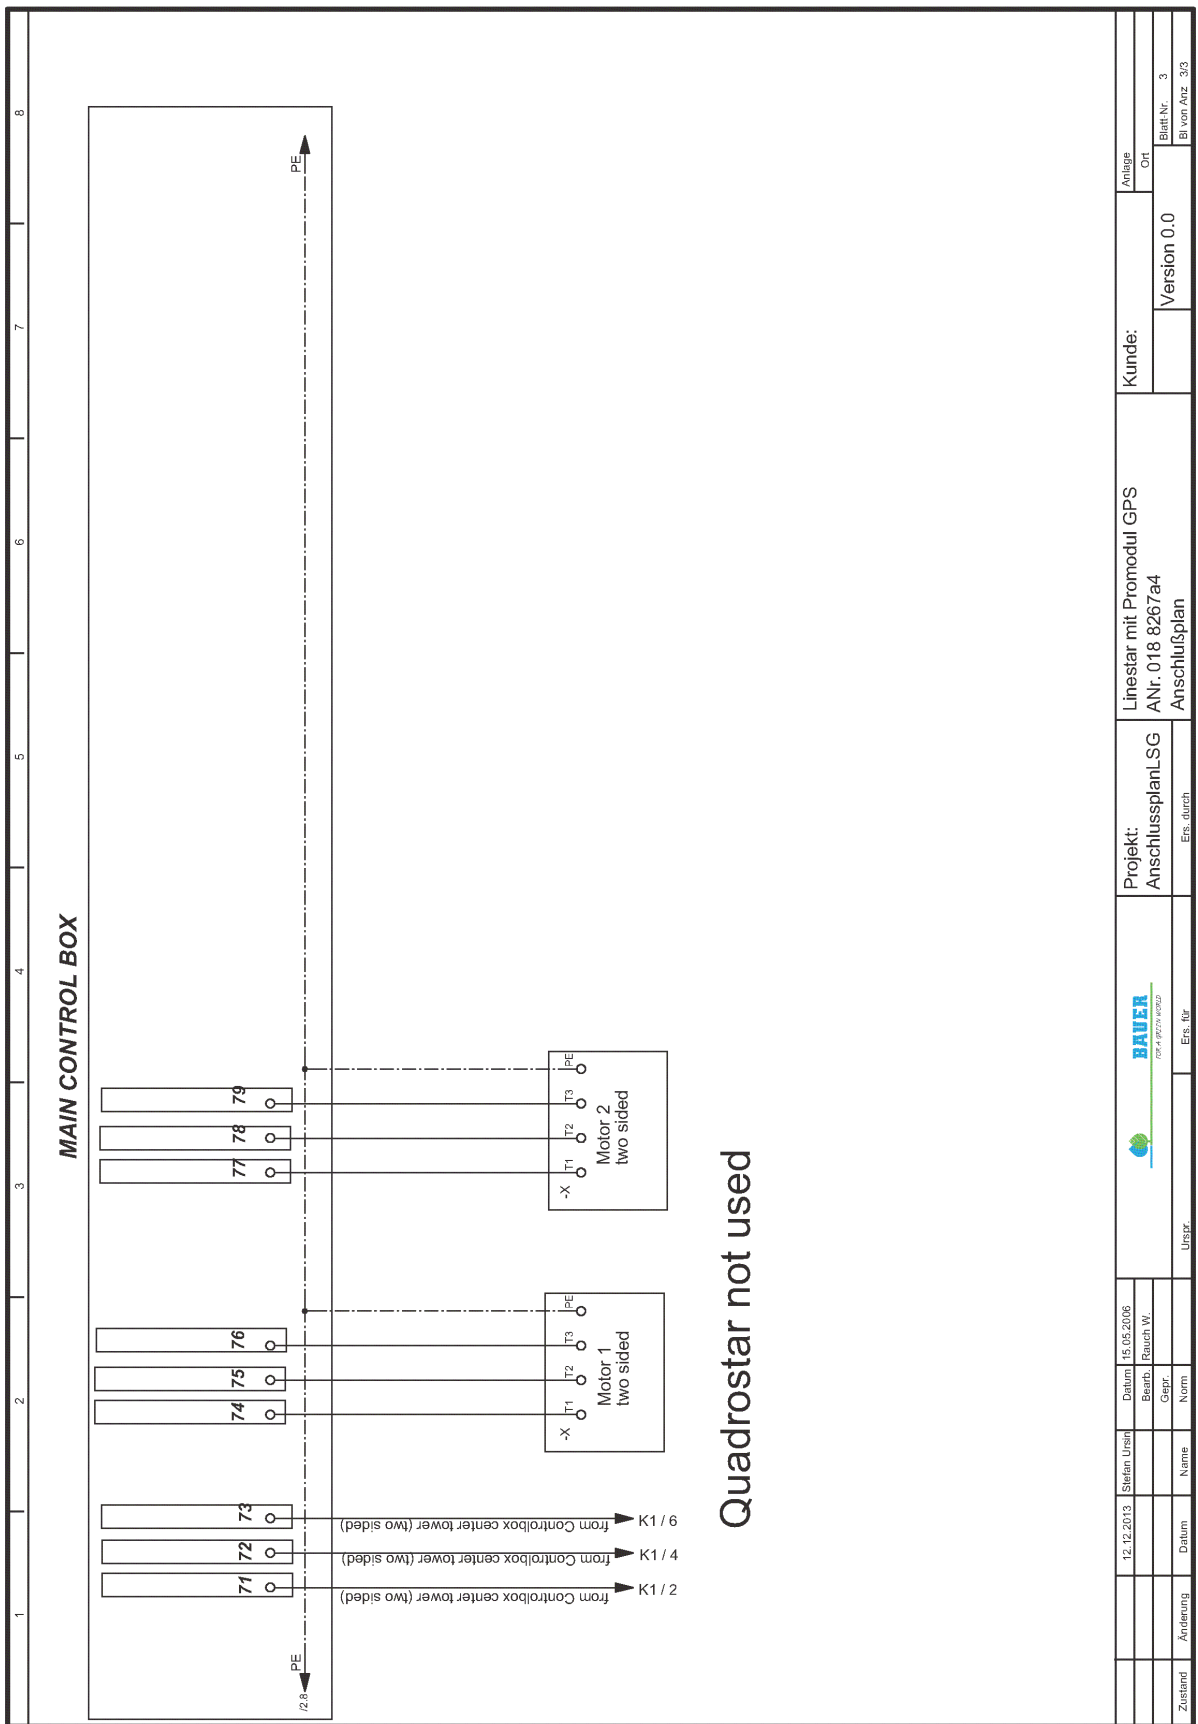 1
2
3
4
5
6
7
8
MAIN CONTROL BOX
71
72
73
74
75
76
77
78
79
/2.8
PE
PE
from Controlbox center tower tower (two sided)
from Controlbox center tower tower (two sided)
from Controlbox center tower tower (two sided)
K1 / 2
K1 / 4
K1 / 6
-X
T1
T2
T3
PE
Motor 1
two sided
-X
T1
T2
T3
PE
Motor 2
two sided
Quadrostar not used
12.12.2013
Stefan Ursin
Datum
15.05.2006
Bearb.
Rauch W.
Gepr.
Zustand
Änderung
Datum
Name
Norm
Urspr.
BAUER
FOR A GREEN WORLD
Ers. für
Projekt:
AnschlussplanLSG
Ers. durch
Linestar mit Promodul GPS
ANr. 018 8267a4
Anschlußplan
Kunde:
Version 0.0
Anlage
Ort
Blatt-Nr. 3
Bl von Anz 3/3